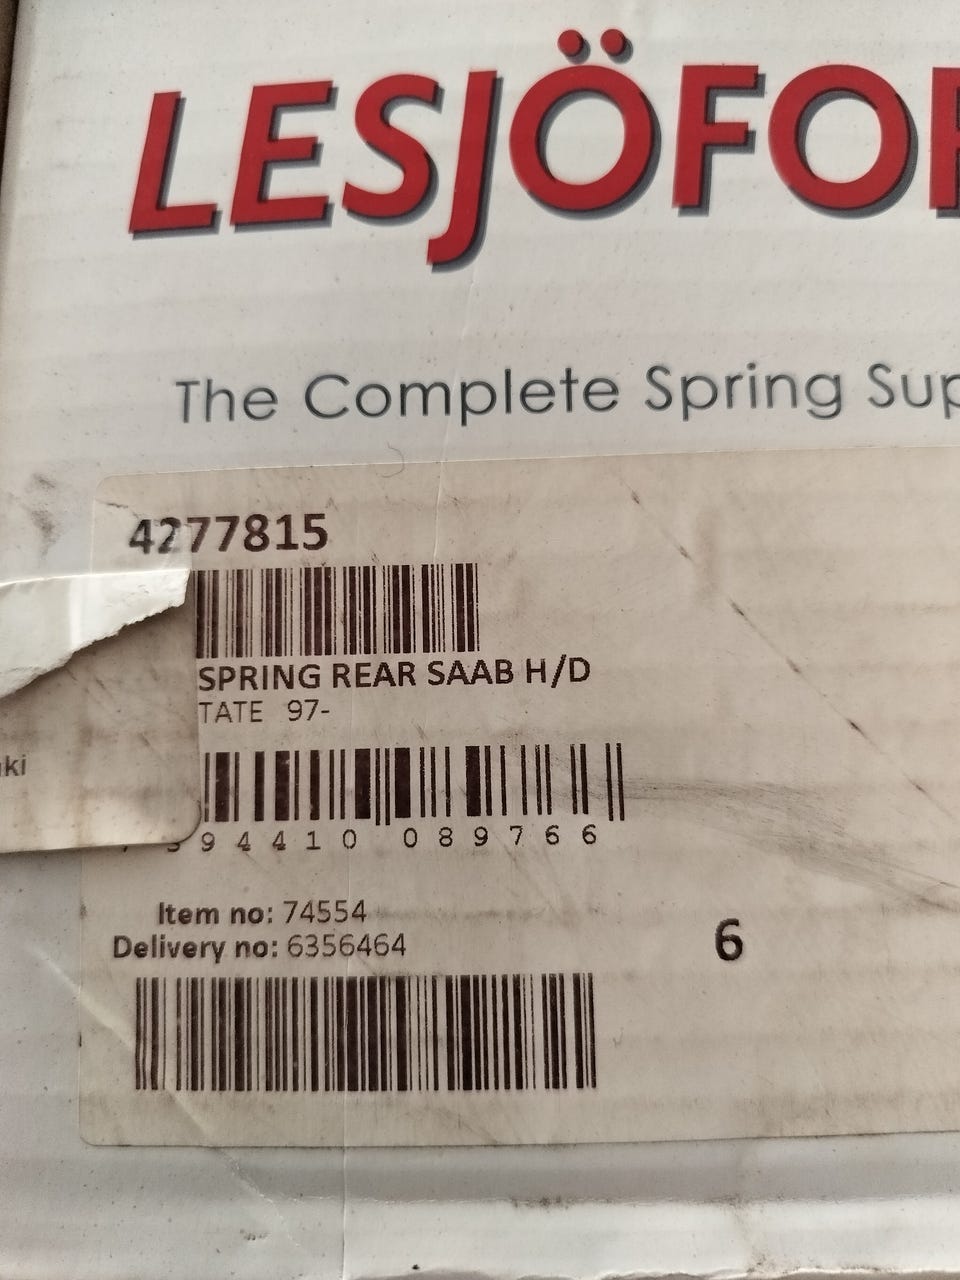 LESJÖFOR
The Complete Spring Sup
4277815
SPRING REAR SAAB H/D
TATE 97-
ki
94410 089766
Item no: 74554
Delivery no: 6356464
6